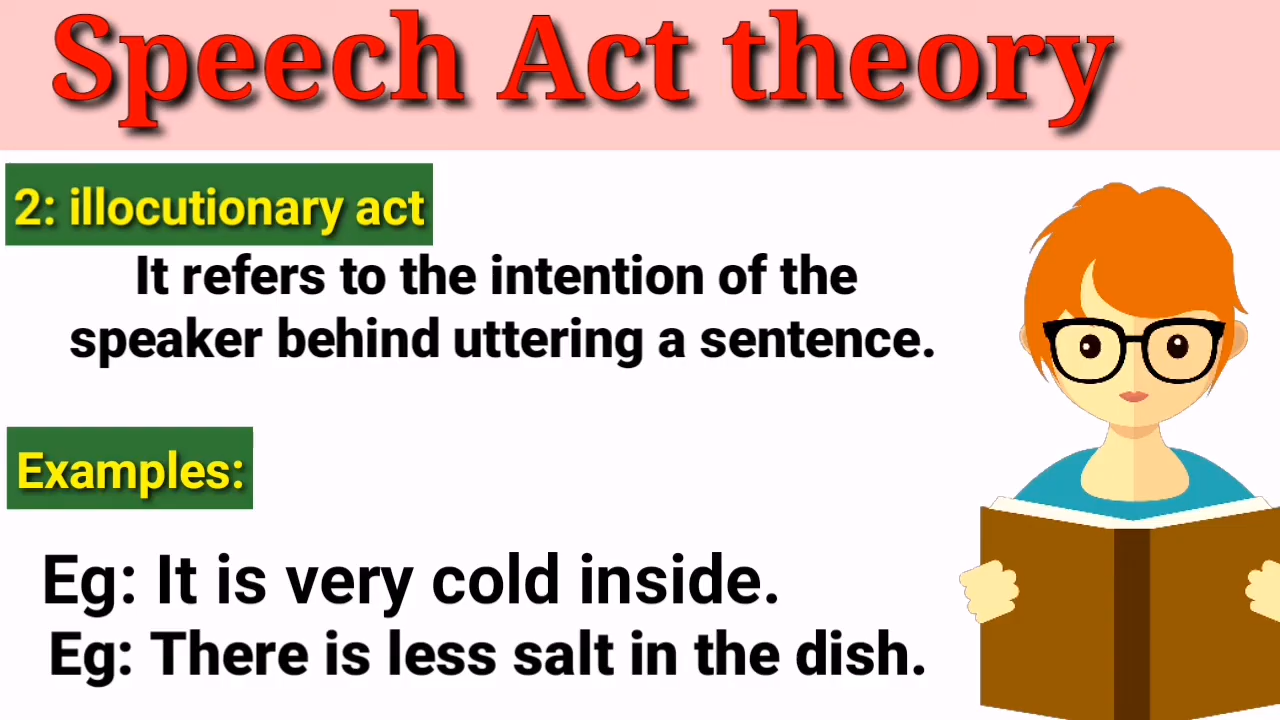 Speech Act theory
2: illocutionary act
It refers to the intention of the
speaker behind uttering a sentence.
Examples:
Eg: It is very cold inside.
Eg: There is less salt in the dish.